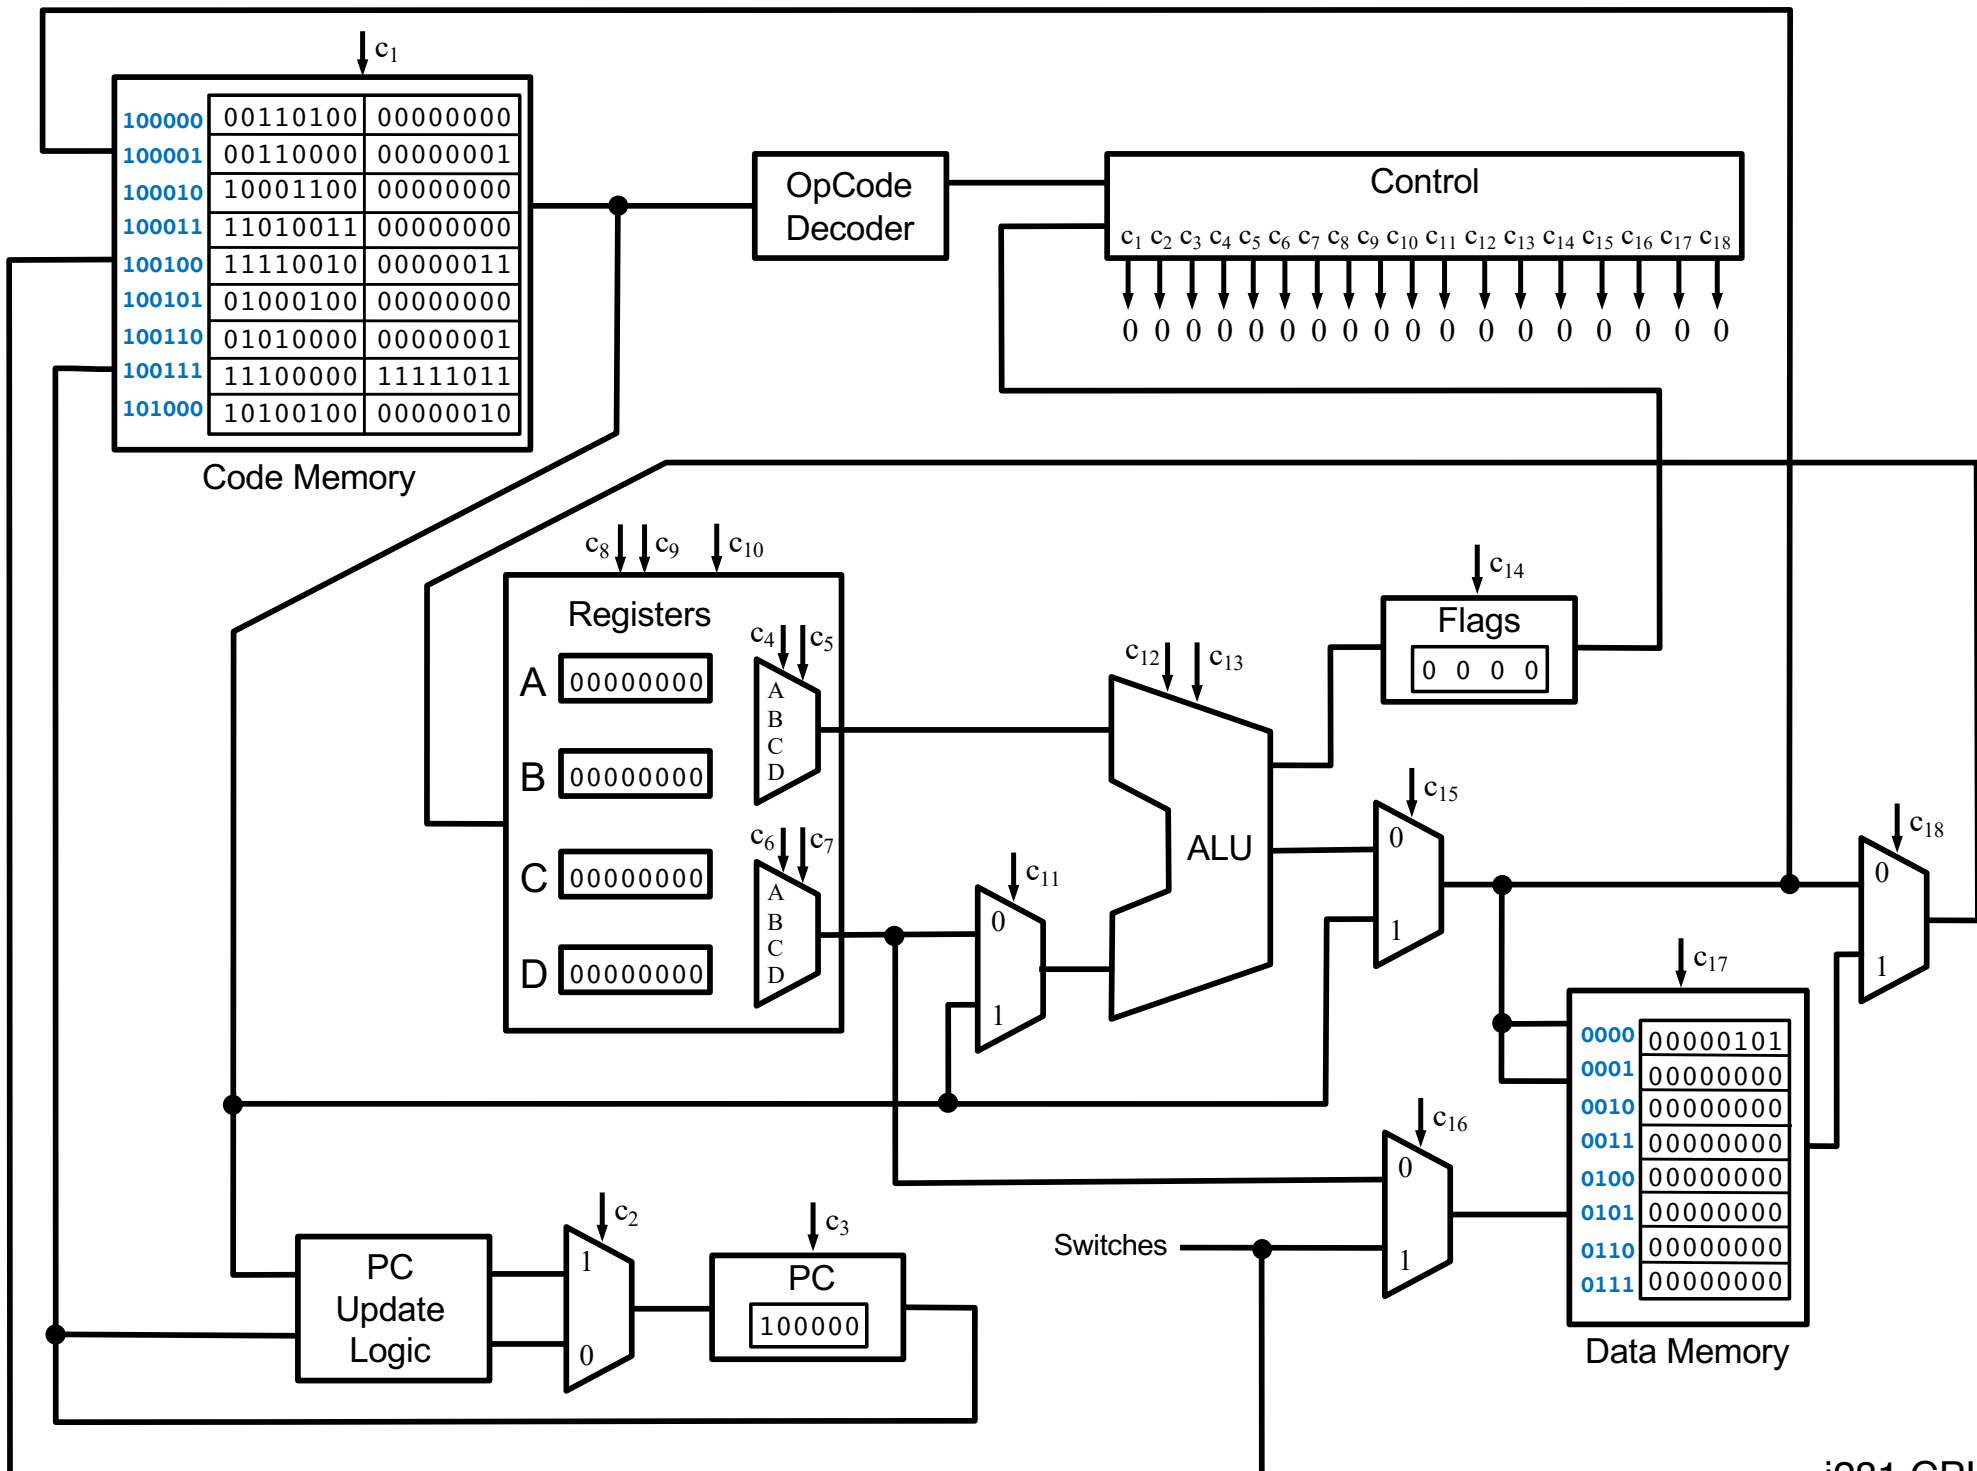 c1
100000 00110100 00000000
100001 00110000 00000001
100010 10001100 00000000
100011 11010011 00000000
100100 11110010 00000011
100101 01000100 00000000
100110 01010000 00000001
100111 11100000 11111011
101000 10100100 00000010
Code Memory
OpCode
Decoder
Control
c1 c2 c3 c4 c5 c6 c7 c8 c9 c10 c11 c12 c13 c14 c15 c16 c17 c18
0 0 0 0 0 0 0 0 0 0 0 0 0 0 0 0 0 0
c8 c9 c10
Registers
A 00000000
B 00000000
C 00000000
D 00000000
c4 c5
A
B
C
D
c6 c7
A
B
C
D
c11
0
1
c12 c13
ALU
c14
Flags
0 0 0 0
c15
0
1
c18
0
1
c17
0000 00000101
0001 00000000
0010 00000000
0011 00000000
0100 00000000
0101 00000000
0110 00000000
0111 00000000
Data Memory
c16
0
1
Switches
PC
Update
Logic
c2
1
0
c3
PC
100000